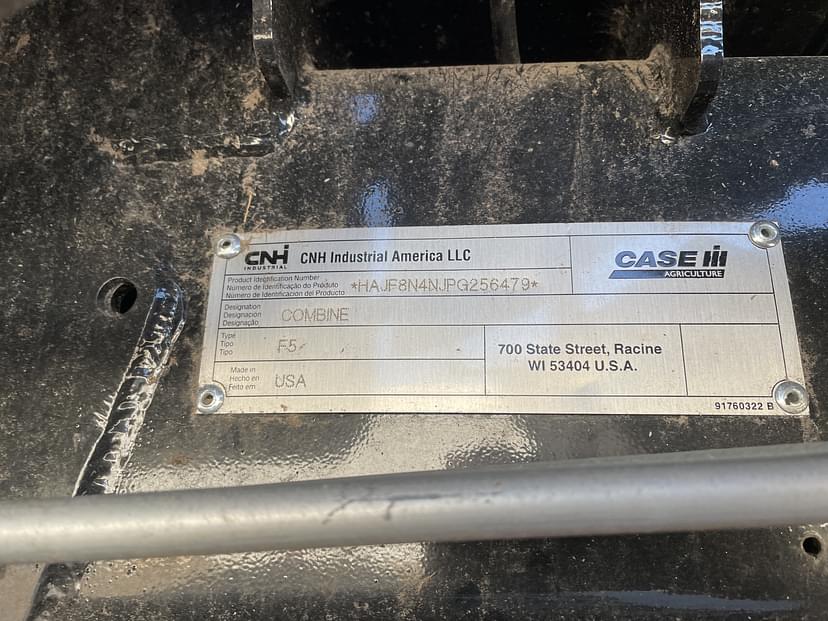 CNH
INDUSTRIAL
CNH Industrial America LLC
CASE IH
AGRICULTURE
Product Identification Number
Número de Identificação do Produto
Número de Identificacion del Producto
*HAJF8N4NJPG256479*
Designation
Designación
Designação
COMBINE
Type
Tipo
Tipo
F5
700 State Street, Racine
WI 53404 U.S.A.
Made in
Hecho en
Feito em
USA
91760322 B